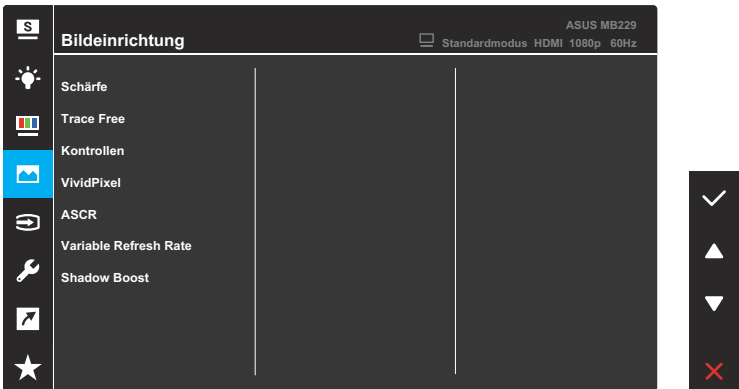 S
ASUS MB229
Bildeinrichtung
Standardmodus HDMI 1080p 60Hz
Schärfe
Trace Free
Kontrollen
VividPixel
ASCR
Variable Refresh Rate
Shadow Boost